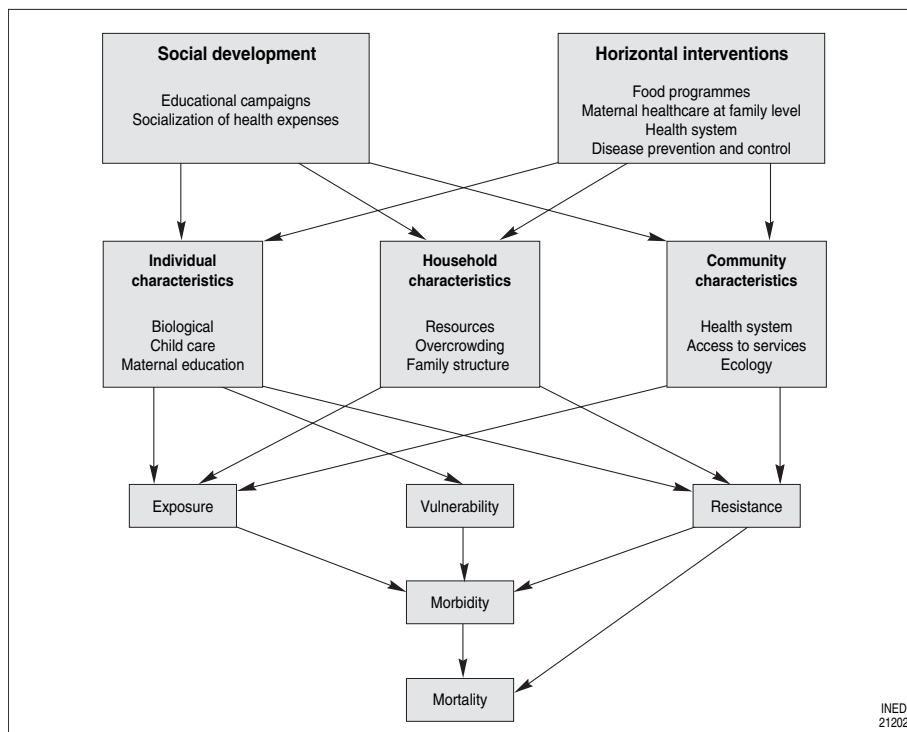 Social development
Educational campaigns
Socialization of health expenses
Horizontal interventions
Food programmes
Maternal healthcare at family level
Health system
Disease prevention and control
Individual
characteristics
Biological
Child care
Maternal education
Household
characteristics
Resources
Overcrowding
Family structure
Community
characteristics
Health system
Access to services
Ecology
Exposure
Vulnerability
Resistance
Morbidity
Mortality
INED
21202